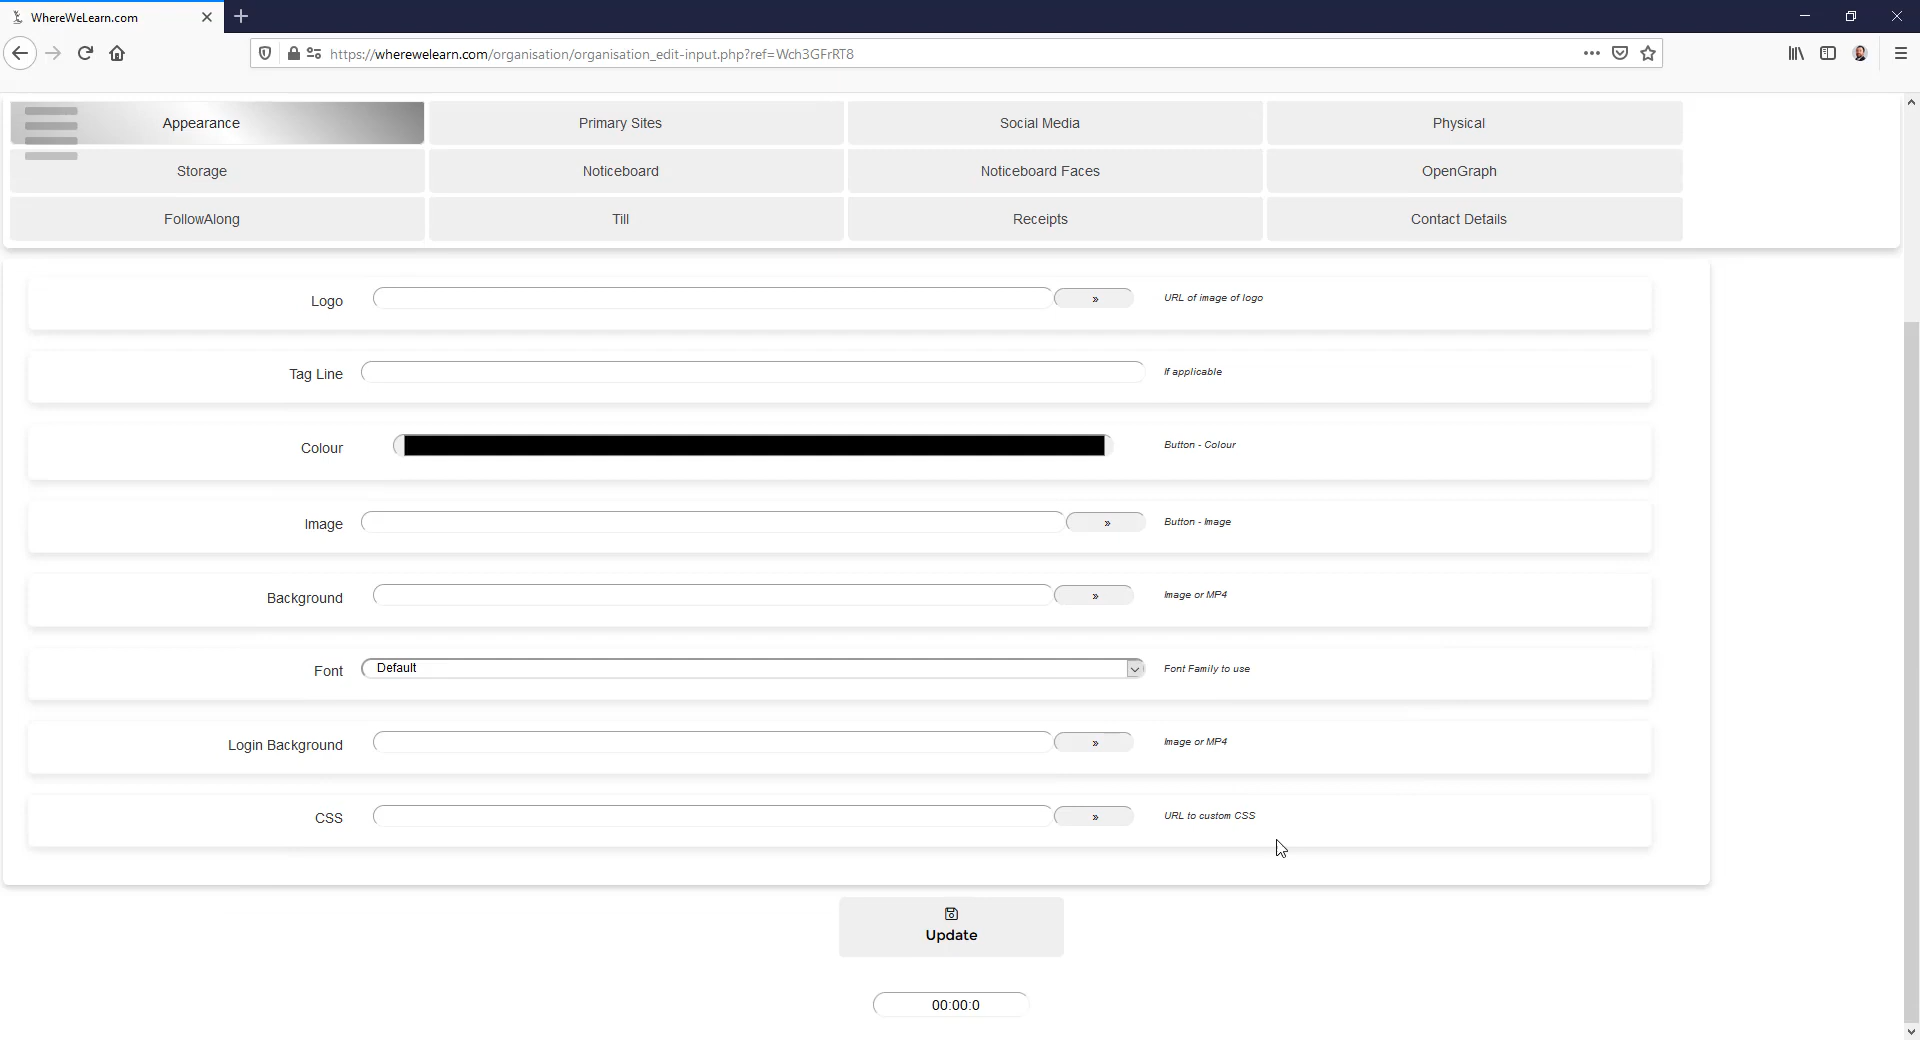 WhereWeLearn.com
https://wherewelearn.com/organisation/organisation_edit-input.php?ref=Wch3GFrRT8
Appearance Primary Sites Social Media Physical
Storage Noticeboard Noticeboard Faces OpenGraph
FollowAlong Till Receipts Contact Details
Logo » URL of image of logo
Tag Line If applicable
Colour Button - Colour
Image » Button - Image
Background » Image or MP4
Font Default Font Family to use
Login Background » Image or MP4
CSS » URL to custom CSS
Update
00:00:0